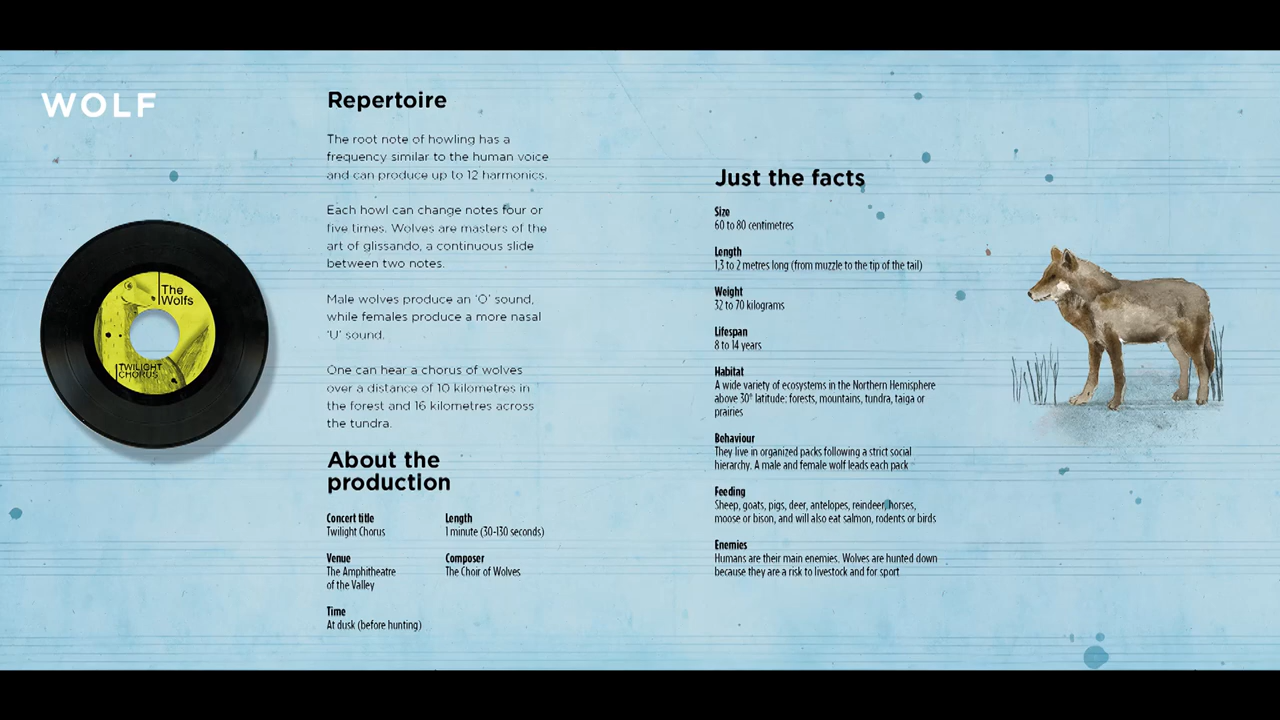 WOLF
The
Wolfs
TWILIGHT
CHORUS
Repertoire
The root note of howling has a
frequency similar to the human voice
and can produce up to 12 harmonics.
Each howl can change notes four or
five times. Wolves are masters of the
art of glissando, a continuous slide
between two notes.
Male wolves produce an 'O' sound,
while females produce a more nasal
'U' sound.
One can hear a chorus of wolves
over a distance of 10 kilometres in
the forest and 16 kilometres across
the tundra.
About the
production
Concert title
Twilight Chorus
Length
1 minute (30-130 seconds)
Venue
The Amphitheatre
of the Valley
Composer
The Choir of Wolves
Time
At dusk (before hunting)
Just the facts
Size
60 to 80 centimetres
Length
1,3 to 2 metres long (from muzzle to the tip of the tail)
Weight
32 to 70 kilograms
Lifespan
8 to 14 years
Habitat
A wide variety of ecosystems in the Northern Hemisphere
above 30° latitude; forests, mountains, tundra, taiga or
prairies
Behaviour
They live in organized packs following a strict social
hierarchy. A male and female wolf leads each pack
Feeding
Sheep, goats, pigs, deer, antelopes, reindeer, horses,
moose or bison, and will also eat salmon, rodents or birds
Enemies
Humans are their main enemies. Wolves are hunted down
because they are a risk to livestock and for sport